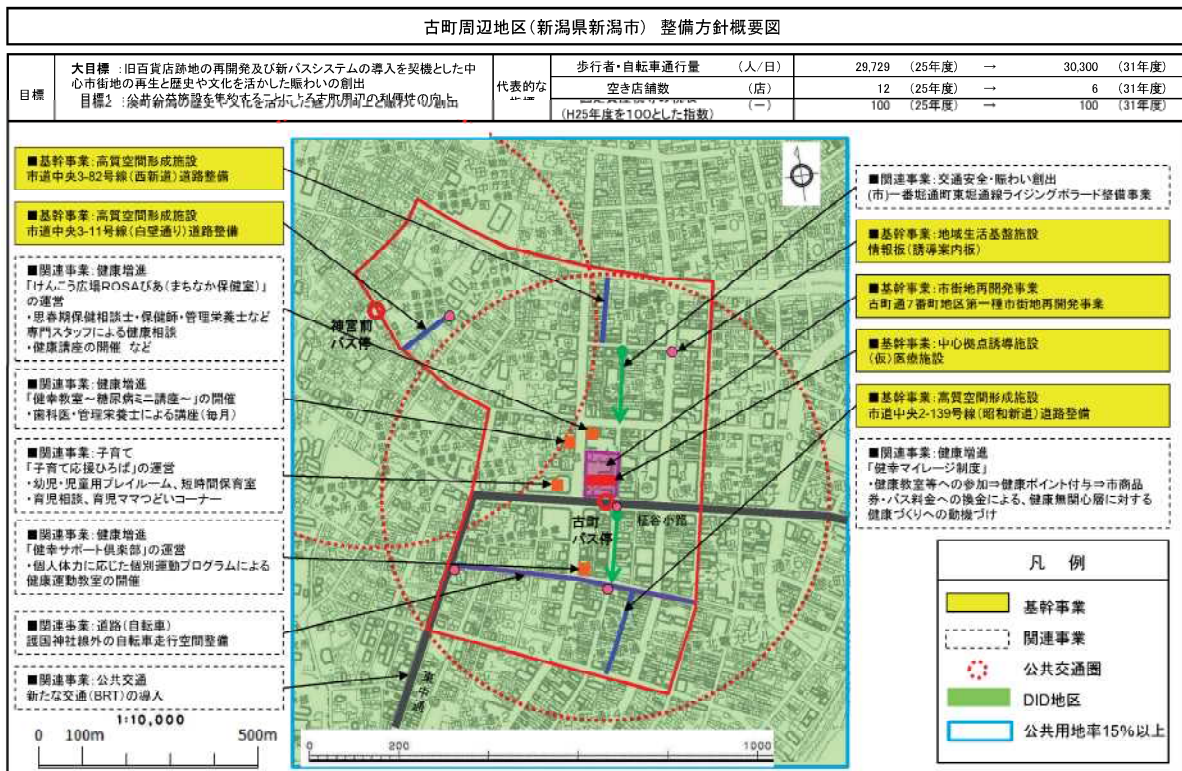 古町周辺地区(新潟県新潟市) 整備方針概要図
目標
大目標 :旧百貨店跡地の再開発及び新バスシステムの導入を契機とした中
心市街地の再生と歴史や文化を活かした賑わいの創出
代表的な
歩行者・自転車通行量 (人/日) 29,729 (25年度) → 30,300 (31年度)
空き店舗数 (店) 12 (25年度) → 6 (31年度)
(H25年度を100とした指数) (ー) 100 (25年度) → 100 (31年度)
■基幹事業:高質空間形成施設
市道中央3-82号線(西新道)道路整備
■基幹事業:高質空間形成施設
市道中央3-11号線(白壁通り)道路整備
■関連事業:健康増進
「けんこう広場ROSAぴあ(まちなか保健室)」
の運営
・思春期保健相談士・保健師・管理栄養士など
専門スタッフによる健康相談
・健康講座の開催 など
■関連事業:健康増進
「健幸教室~糖尿病ミニ講座~」の開催
・歯科医・管理栄養士による講座(毎月)
■関連事業:子育て
「子育て応援ひろば」の運営
・幼児・児童用プレイルーム、短時間保育室
・育児相談、育児ママつどいコーナー
■関連事業:健康増進
「健幸サポート倶楽部」の運営
・個人体力に応じた個別運動プログラムによる
健康運動教室の開催
■関連事業:道路(自転車)
護国神社線外の自転車走行空間整備
■関連事業:公共交通
新たな交通(BRT)の導入
1:10,000
0 100m 500m
神宮前
バス停
古町
バス停
柾谷小路
東中通
0 200 1000
■関連事業:交通安全・賑わい創出
(市)一番堀通町東堀通線ライジングボラード整備事業
■基幹事業:地域生活基盤施設
情報板(誘導案内板)
■基幹事業:市街地再開発事業
古町通7番町地区第一種市街地再開発事業
■基幹事業:中心拠点誘導施設
(仮)医療施設
■基幹事業:高質空間形成施設
市道中央2-139号線(昭和新道)道路整備
■関連事業:健康増進
「健幸マイレージ制度」
・健康教室等への参加⇒健康ポイント付与⇒市商品
券・バス料金への換金による、健康無関心層に対する
健康づくりへの動機づけ
凡 例
基幹事業
関連事業
公共交通圏
DID地区
公共用地率15%以上